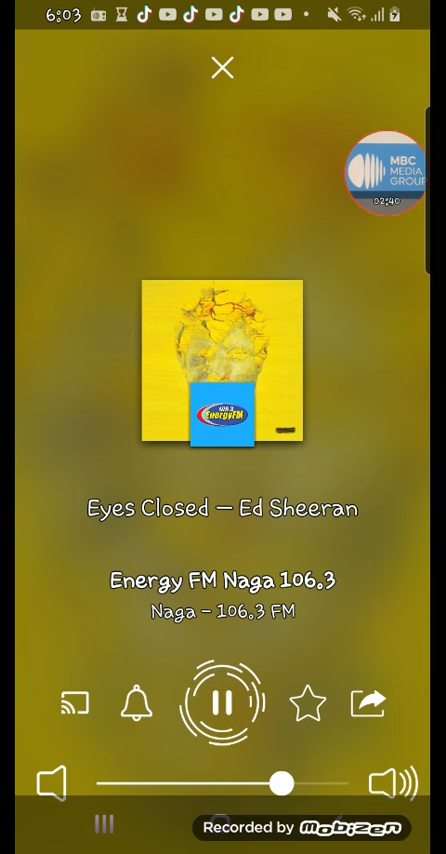 6:03
MBC
MEDIA
GROUP
02:40
106.3
EnergyFM
Eyes Closed – Ed Sheeran
Energy FM Naga 106.3
Naga - 106.3 FM
Recorded by Mobizen